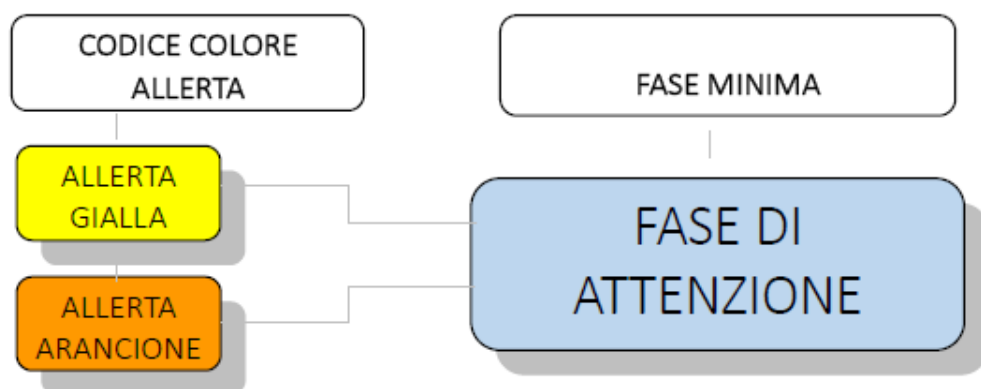 CODICE COLORE
ALLERTA
FASE MINIMA
ALLERTA
GIALLA
FASE DI
ATTENZIONE
ALLERTA
ARANCIONE